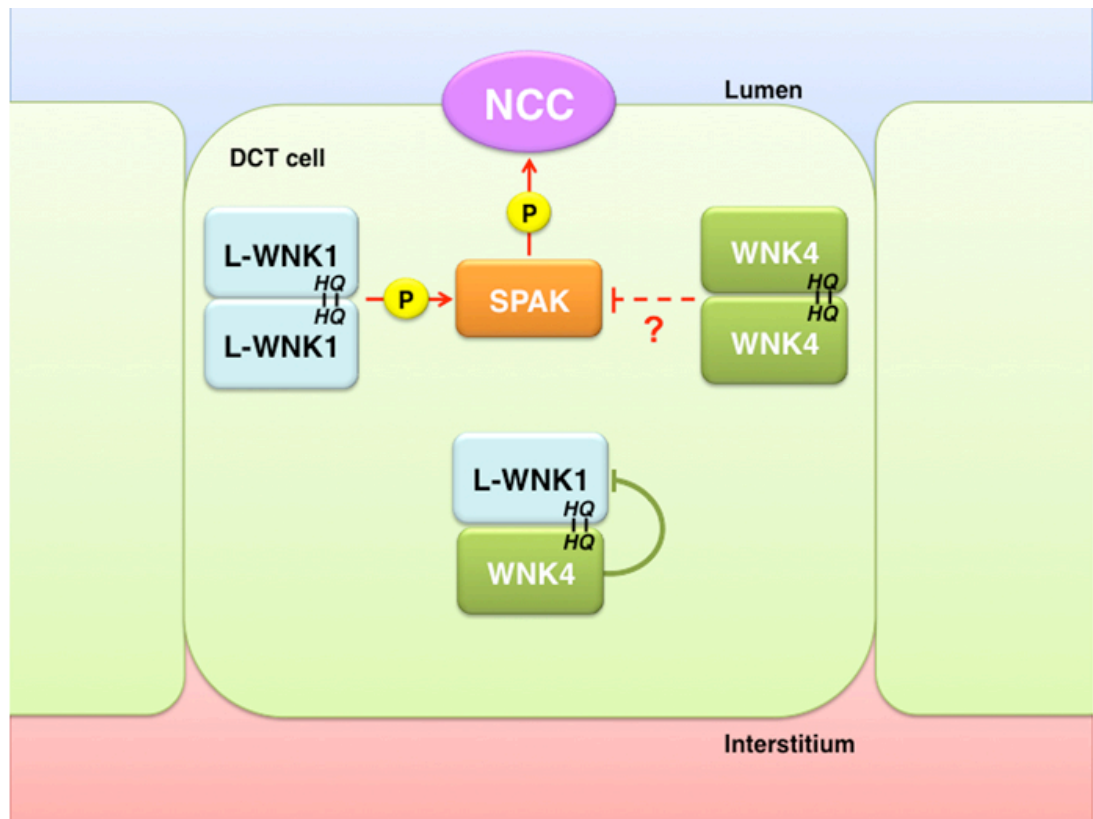 NCC
Lumen
DCT cell
P
L-WNK1
HQ
HQ
L-WNK1
P
SPAK
?
WNK4
HQ
HQ
WNK4
L-WNK1
HQ
HQ
WNK4
Interstitium